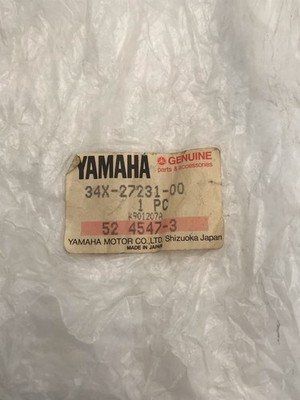 YAMAHA GENUINE
parts & accessories
34X-27231-00
1 PC
K901207A
52 4547-3
YAMAHA MOTOR CO.,LTD. Shizuoka Japan
MADE IN JAPAN